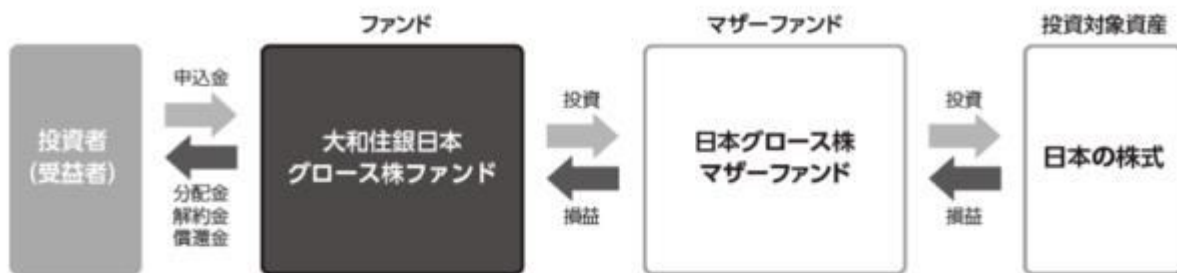 ファンド
マザーファンド
投資対象資産
投資者
(受益者)
申込金
分配金
解約金
償還金
大和住銀日本
グロース株ファンド
投資
損益
日本グロース株
マザーファンド
投資
損益
日本の株式